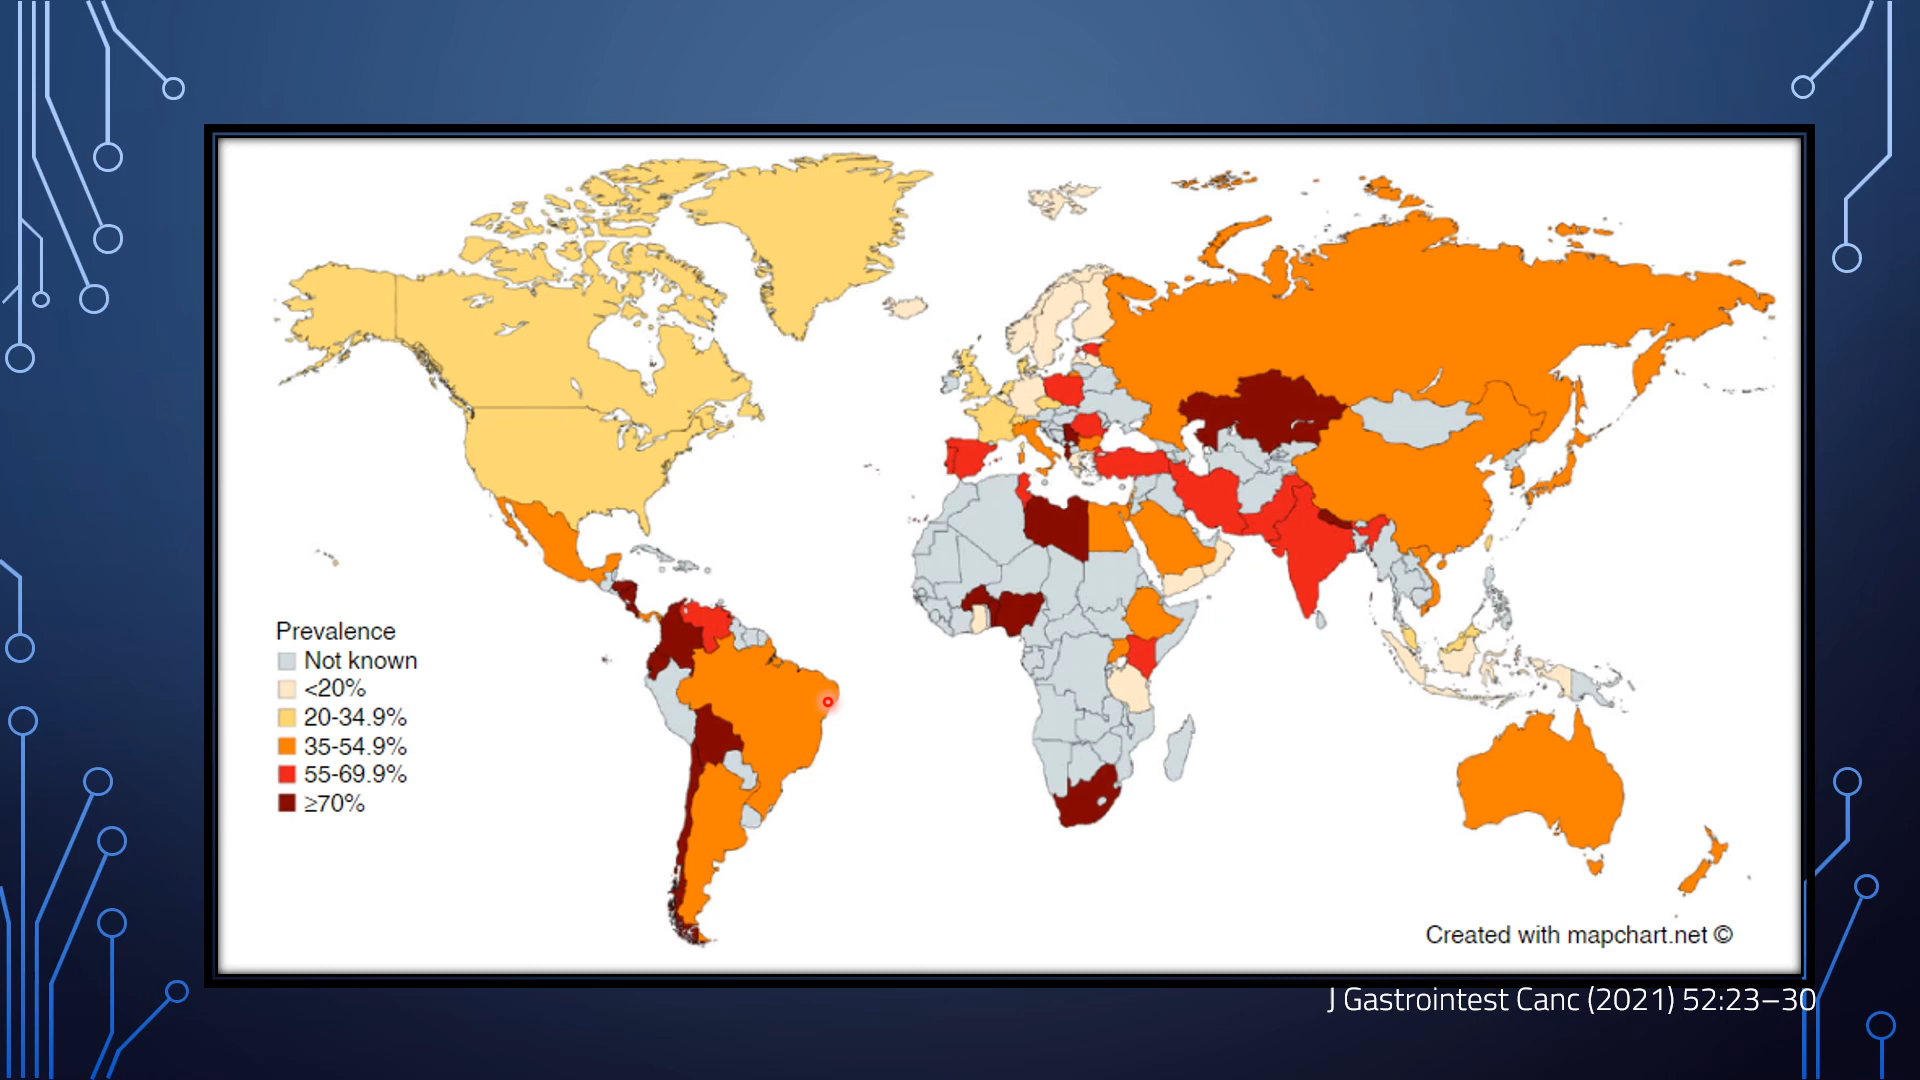 Prevalence
Not known
<20%
20-34.9%
35-54.9%
55-69.9%
≥70%
Created with mapchart.net ©
J Gastrointest Canc (2021) 52:23–30